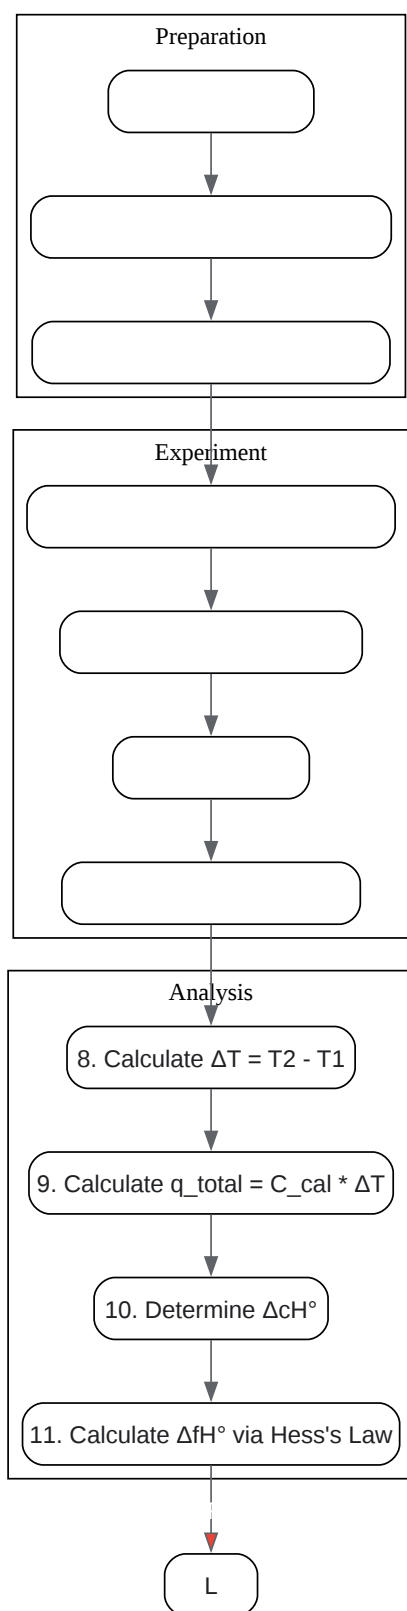 Preparation
Experiment
Analysis
8. Calculate ΔT = T2 - T1
9. Calculate q_total = C_cal * ΔT
10. Determine ΔcH°
11. Calculate ΔfH° via Hess's Law
L